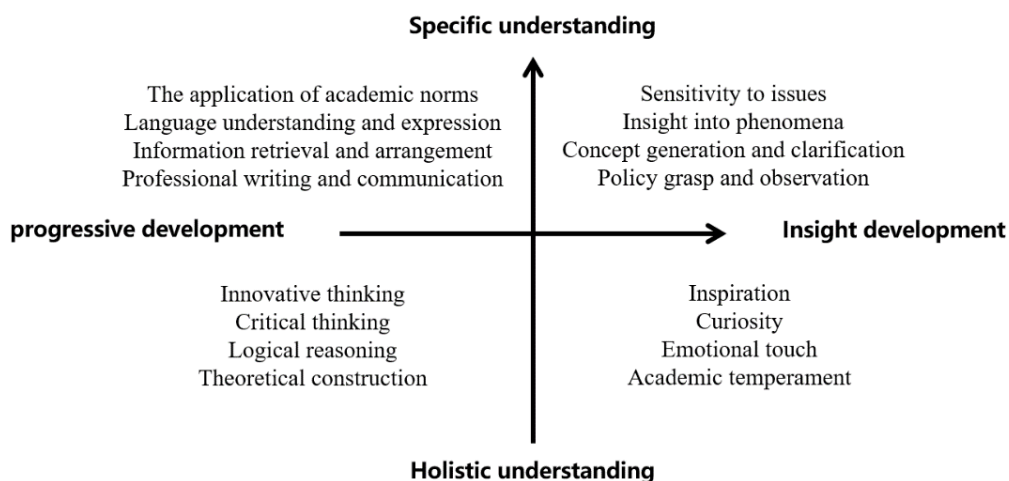 Specific understanding
The application of academic norms
Language understanding and expression
Information retrieval and arrangement
Professional writing and communication
Sensitivity to issues
Insight into phenomena
Concept generation and clarification
Policy grasp and observation
progressive development
Insight development
Innovative thinking
Critical thinking
Logical reasoning
Theoretical construction
Inspiration
Curiosity
Emotional touch
Academic temperament
Holistic understanding